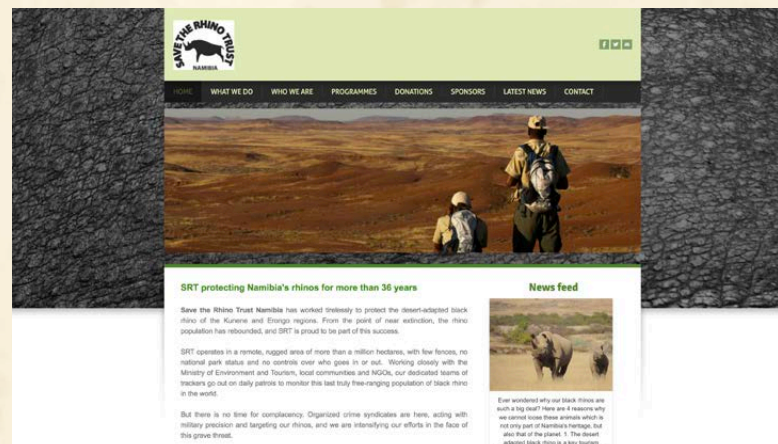 SAVE THE RHINO TRUST
NAMIBIA
HOME WHAT WE DO WHO WE ARE PROGRAMMES DONATIONS SPONSORS LATEST NEWS CONTACT
SRT protecting Namibia's rhinos for more than 36 years
Save the Rhino Trust Namibia has worked tirelessly to protect the desert-adapted black
rhino of the Kunene and Erongo regions. From the point of near extinction, the rhino
population has rebounded, and SRT is proud to be part of this success.
SRT operates in a remote, rugged area of more than a million hectares, with few fences, no
national park status and no controls over who goes in or out. Working closely with the
Ministry of Environment and Tourism, local communities and NGOs, our dedicated teams of
trackers go out on daily patrols to monitor this last truly free-ranging population of black rhino
in the world.
But there is no time for complacency. Organized crime syndicates are here, acting with
military precision and targeting our rhinos, and we are intensifying our efforts in the face of
this grave threat.
News feed
Ever wondered why our black rhinos are
such a big deal? Here are 4 reasons why
we cannot loose these animals which is
not only part of Namibia's heritage, but
also that of the planet. 1. The desert
adapted black rhino is a key tourism